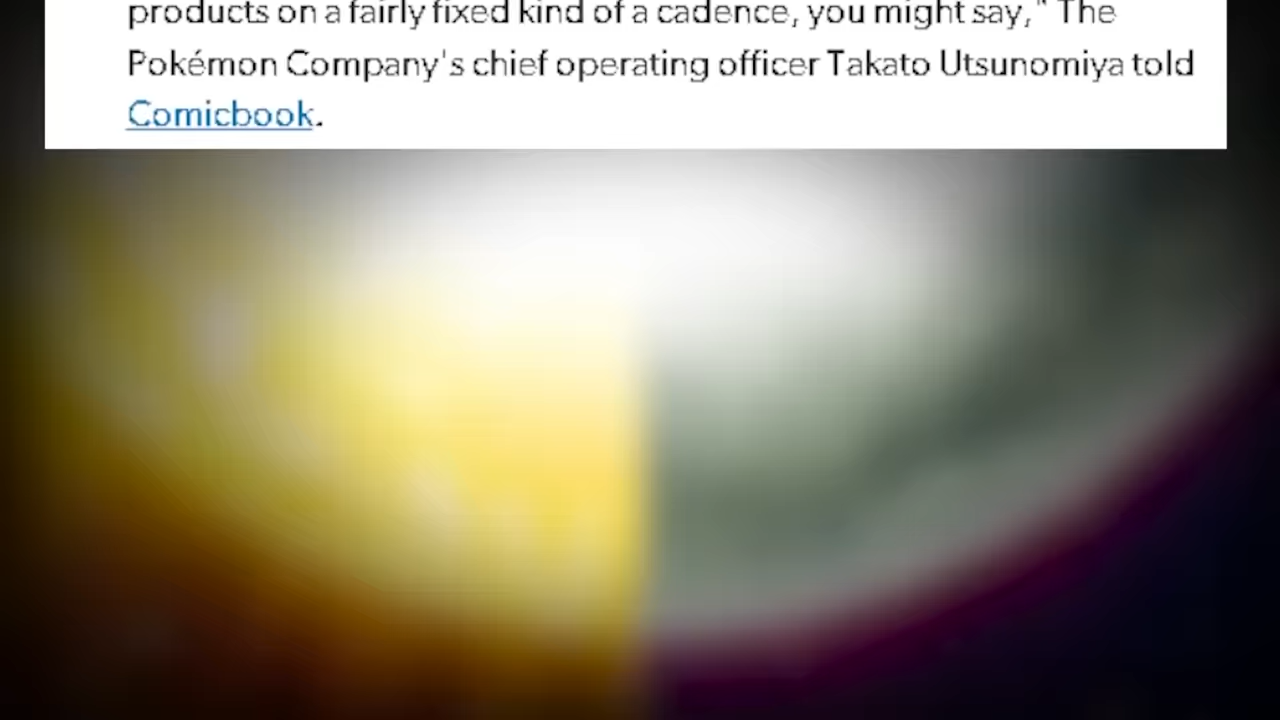 products on a fairly fixed kind of a cadence, you might say," The
Pokémon Company's chief operating officer Takato Utsunomiya told
Comicbook.